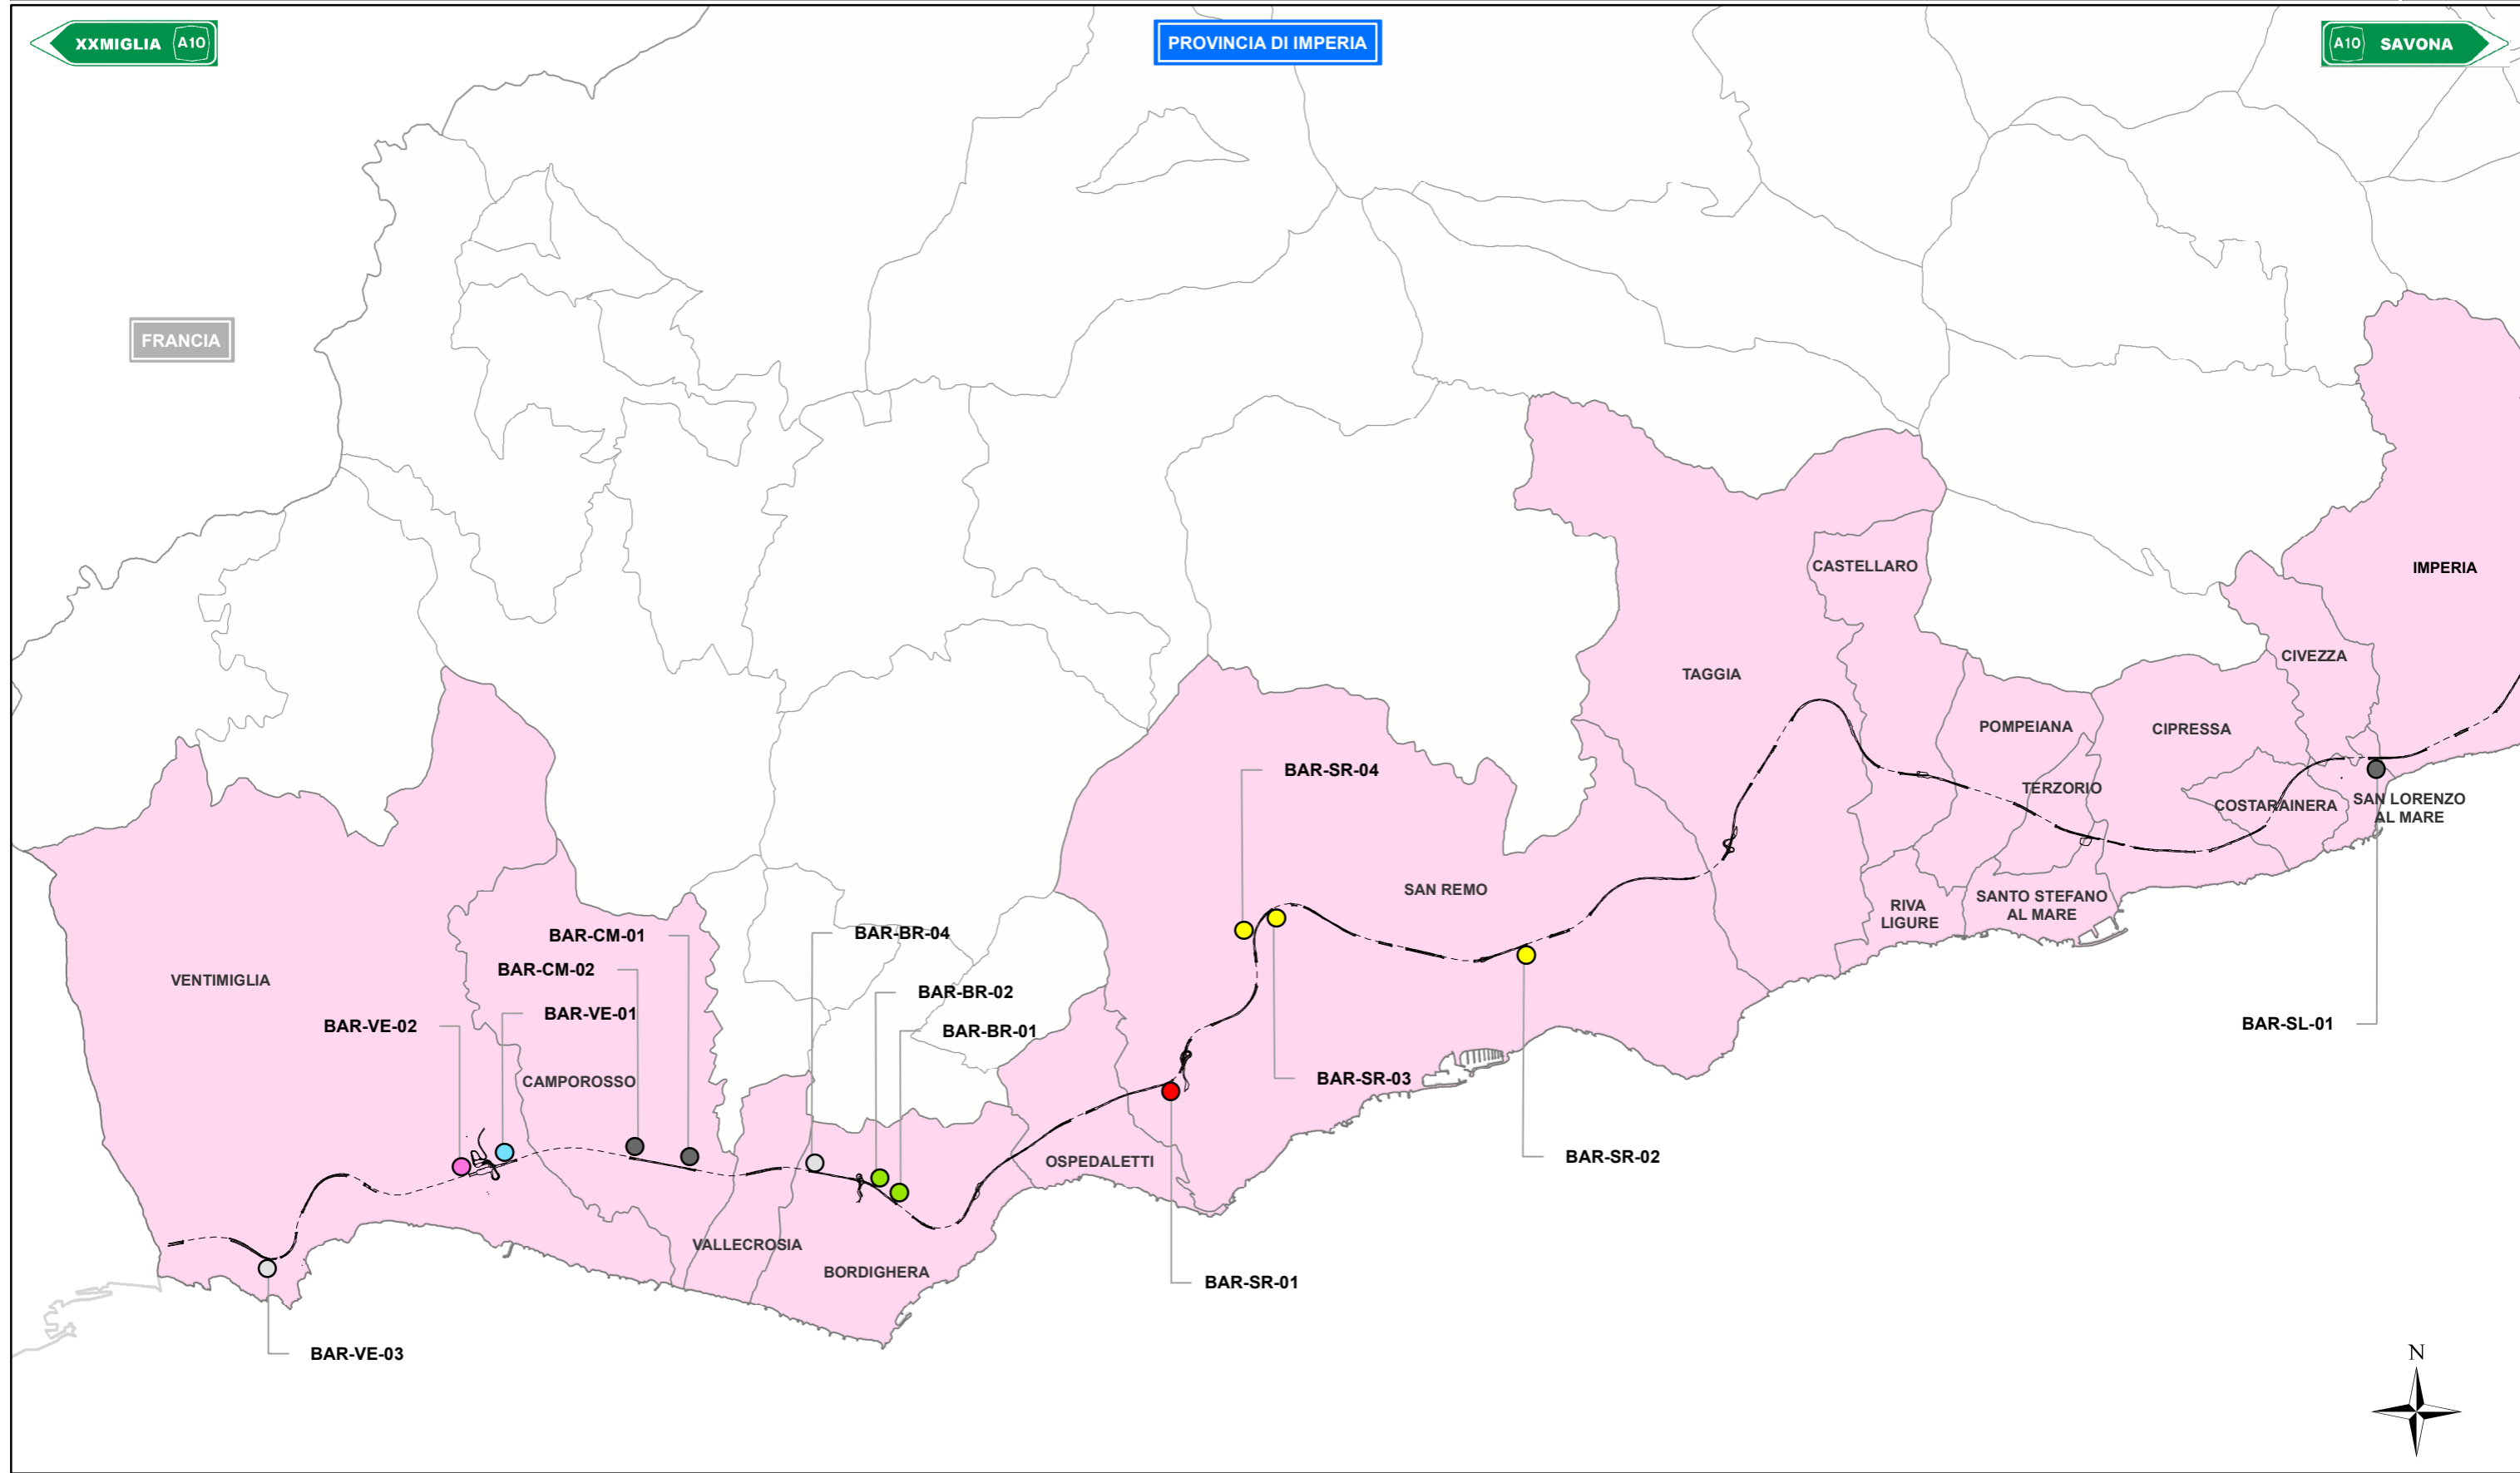 XXMIGLIA A10
PROVINCIA DI IMPERIA
A10 SAVONA
FRANCIA
CASTELLARO
IMPERIA
CIVEZZA
TAGGIA
POMPEIANA
CIPRESSA
BAR-SR-04
TERZORIO
COSTARAINERA
SAN LORENZO
AL MARE
SAN REMO
SANTO STEFANO
AL MARE
RIVA
LIGURE
BAR-CM-01
BAR-BR-04
BAR-CM-02
VENTIMIGLIA
BAR-BR-02
BAR-VE-01
BAR-VE-02
BAR-BR-01
BAR-SL-01
CAMPOROSSO
BAR-SR-03
OSPEDALETTI
BAR-SR-02
VALLECROSIA
BORDIGHERA
BAR-SR-01
BAR-VE-03
N